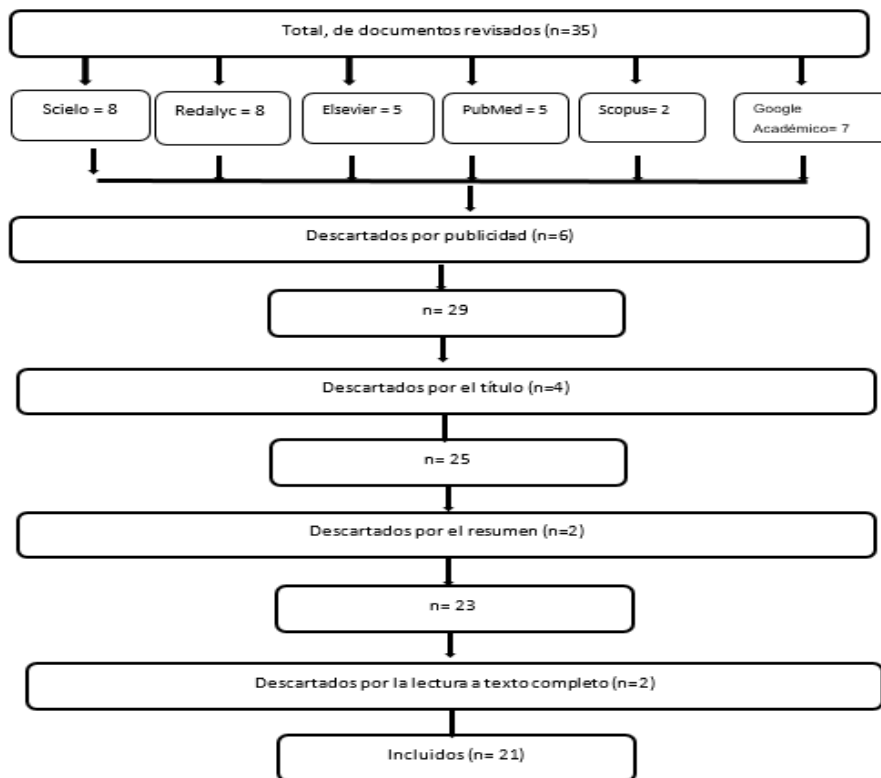 Total, de documentos revisados (n=35)
Scielo = 8
Redalyc = 8
Elsevier = 5
PubMed = 5
Scopus= 2
Google
Académico= 7
Descartados por publicidad (n=6)
n= 29
Descartados por el título (n=4)
n= 25
Descartados por el resumen (n=2)
n= 23
Descartados por la lectura a texto completo (n=2)
Incluidos (n= 21)